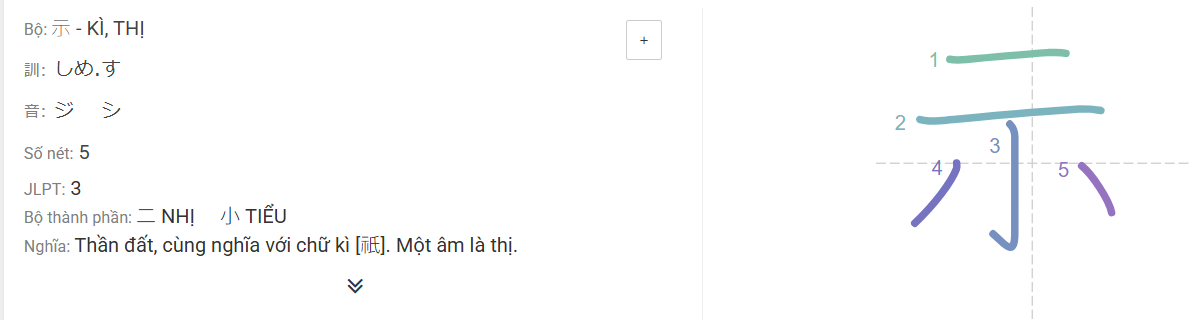 Bộ: 示 - KÌ, THỊ
+
訓: しめ.す
音: ジ シ
Số nét: 5
JLPT: 3
Bộ thành phần: 二 NHỊ 小 TIỂU
Nghĩa: Thần đất, cùng nghĩa với chữ kì [祗]. Một âm là thị.
示
1
2
3
4
5